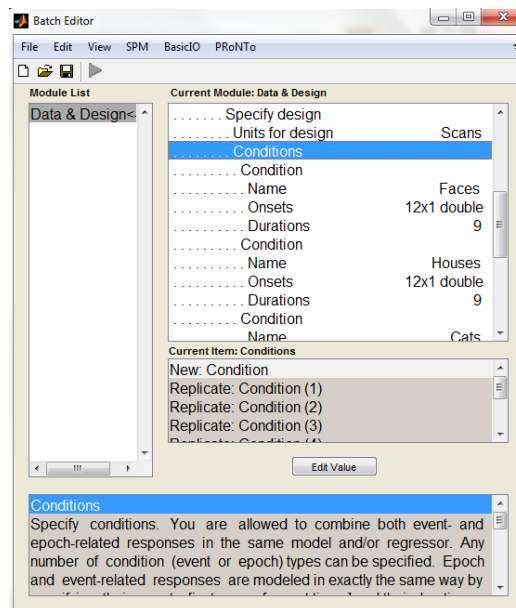 Batch Editor
File Edit View SPM BasicIO PRoNTo
Module List
Data & Design<-
Current Module: Data & Design
. . . . . . . Specify design
. . . . . . . . Units for design Scans
. . . . . . . . Conditions
. . . . . . . . . Condition
. . . . . . . . . . Name Faces
. . . . . . . . . . Onsets 12x1 double
. . . . . . . . . . Durations 9
. . . . . . . . . Condition
. . . . . . . . . . Name Houses
. . . . . . . . . . Onsets 12x1 double
. . . . . . . . . . Durations 9
. . . . . . . . . Condition
. . . . . . . . . . Name Cats
Current Item: Conditions
New: Condition
Replicate: Condition (1)
Replicate: Condition (2)
Replicate: Condition (3)
Replicate: Condition (4)
Edit Value
Conditions
Specify conditions. You are allowed to combine both event- and
epoch-related responses in the same model and/or regressor. Any
number of condition (event or epoch) types can be specified. Epoch
and event-related responses are modeled in exactly the same way by